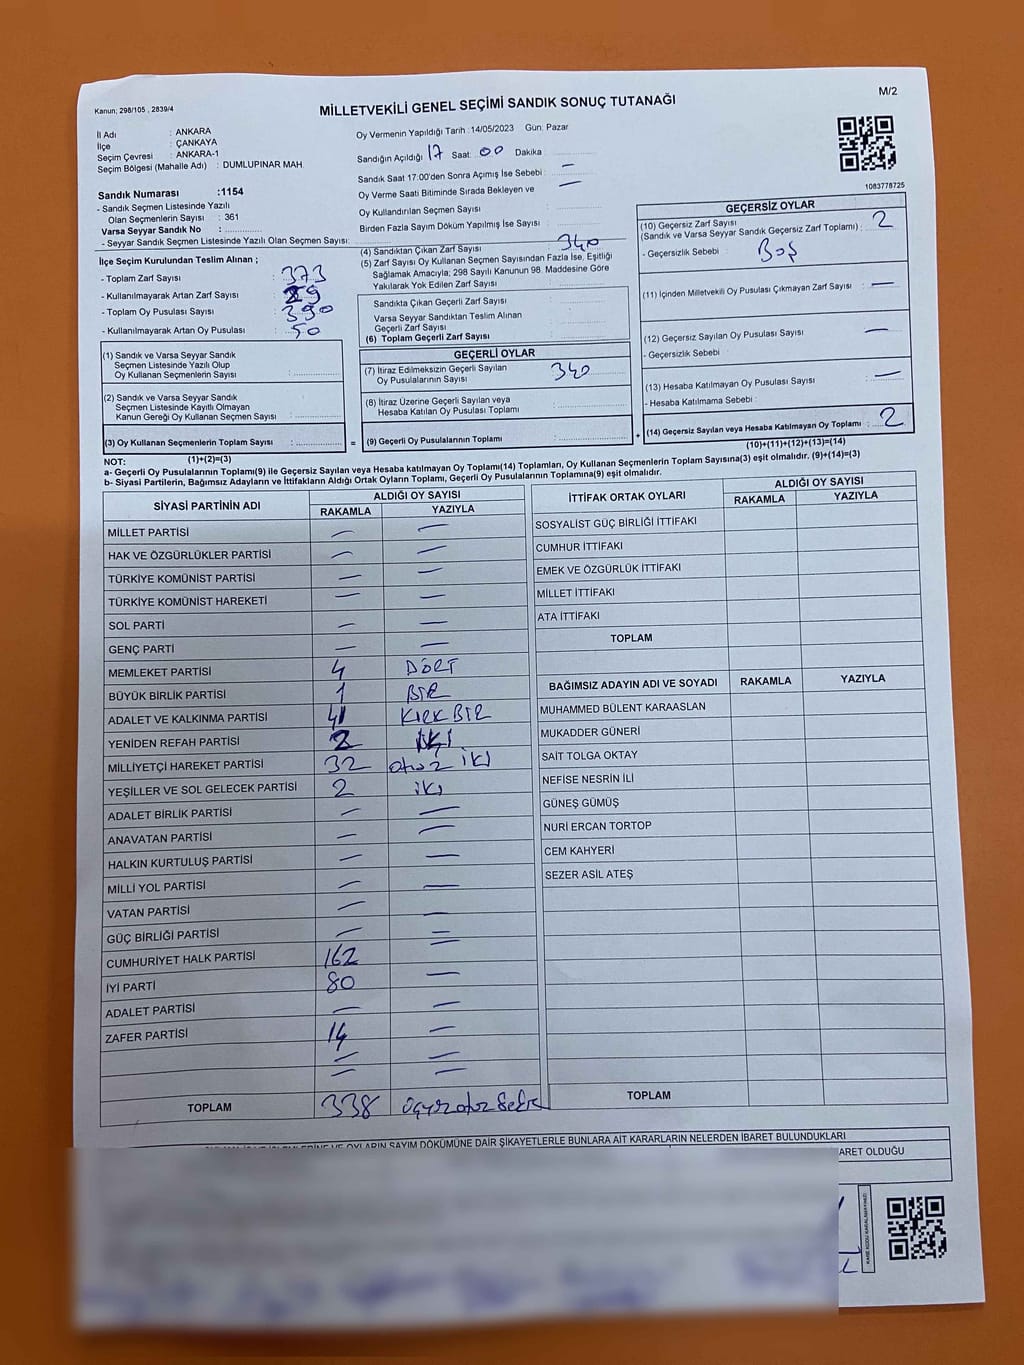 Kanun; 298/105 , 2839/4
MİLLETVEKİLİ GENEL SEÇİMİ SANDIK SONUÇ TUTANAĞI
M/2
İl Adı : ANKARA
İlçe : ÇANKAYA
Seçim Çevresi : ANKARA-1
Seçim Bölgesi (Mahalle Adı) : DUMLUPINAR MAH.
Sandık Numarası :1154
- Sandık Seçmen Listesinde Yazılı
Olan Seçmenlerin Sayısı : 361
Varsa Seyyar Sandık No :
- Seyyar Sandık Seçmen Listesinde Yazılı Olan Seçmen Sayısı:
İlçe Seçim Kurulundan Teslim Alınan ;
- Toplam Zarf Sayısı : 373
- Kullanılmayarak Artan Zarf Sayısı : 29
- Toplam Oy Pusulası Sayısı : 390
- Kullanılmayarak Artan Oy Pusulası : 50
(1) Sandık ve Varsa Seyyar Sandık
Seçmen Listesinde Yazılı Olup
Oy Kullanan Seçmenlerin Sayısı :
(2) Sandık ve Varsa Seyyar Sandık
Seçmen Listesinde Kayıtlı Olmayan
Kanun Gereği Oy Kullanan Seçmen Sayısı :
(3) Oy Kullanan Seçmenlerin Toplam Sayısı :
(1)+(2)=(3)
Oy Vermenin Yapıldığı Tarih :14/05/2023 Gün: Pazar
Sandığın Açıldığı 17 Saat: 00 Dakika
Sandık Saat 17:00'den Sonra Açımış İse Sebebi : —
Oy Verme Saati Bitiminde Sırada Bekleyen ve —
Oy Kullandırılan Seçmen Sayısı :
Birden Fazla Sayım Döküm Yapılmış İse Sayısı :
(4) Sandıktan Çıkan Zarf Sayısı : 340
(5) Zarf Sayısı Oy Kullanan Seçmen Sayısından Fazla İse, Eşitliği
Sağlamak Amacıyla; 298 Sayılı Kanunun 98. Maddesine Göre
Yakılarak Yok Edilen Zarf Sayısı :
Sandıkta Çıkan Geçerli Zarf Sayısı :
Varsa Seyyar Sandıktan Teslim Alınan
Geçerli Zarf Sayısı :
(6) Toplam Geçerli Zarf Sayısı :
GEÇERLİ OYLAR
(7) İtiraz Edilmeksizin Geçerli Sayılan
Oy Pusulalarının Sayısı : 340
(8) İtiraz Üzerine Geçerli Sayılan veya
Hesaba Katılan Oy Pusulası Toplamı :
= (9) Geçerli Oy Pusulalarının Toplamı : +
1083778725
GEÇERSİZ OYLAR
(10) Geçersiz Zarf Sayısı
(Sandık ve Varsa Seyyar Sandık Geçersiz Zarf Toplamı) : 2
- Geçersizlik Sebebi : Boş
(11) İçinden Milletvekili Oy Pusulası Çıkmayan Zarf Sayısı : —
(12) Geçersiz Sayılan Oy Pusulası Sayısı : —
- Geçersizlik Sebebi :
(13) Hesaba Katılmayan Oy Pusulası Sayısı : —
- Hesaba Katılmama Sebebi :
(14) Geçersiz Sayılan veya Hesaba Katılmayan Oy Toplamı : 2
(10)+(11)+(12)+(13)=(14)
NOT:
a- Geçerli Oy Pusulalarının Toplamı(9) ile Geçersiz Sayılan veya Hesaba katılmayan Oy Toplamı(14) Toplamları, Oy Kullanan Seçmenlerin Toplam Sayısına(3) eşit olmalıdır. (9)+(14)=(3)
b- Siyasi Partilerin, Bağımsız Adayların ve İttifakların Aldığı Ortak Oyların Toplamı, Geçerli Oy Pusulalarının Toplamına(9) eşit olmalıdır.
SİYASİ PARTİNİN ADI ALDIĞI OY SAYISI
RAKAMLA YAZIYLA
MİLLET PARTİSİ — —
HAK VE ÖZGÜRLÜKLER PARTİSİ — —
TÜRKİYE KOMÜNİST PARTİSİ — —
TÜRKİYE KOMÜNİST HAREKETİ — —
SOL PARTİ — —
GENÇ PARTİ — —
MEMLEKET PARTİSİ 4 DÖRT
BÜYÜK BİRLİK PARTİSİ 1 BİR
ADALET VE KALKINMA PARTİSİ 41 KIRK BİR
YENİDEN REFAH PARTİSİ 2 İKİ
MİLLİYETÇİ HAREKET PARTİSİ 32 otuz iki
YEŞİLLER VE SOL GELECEK PARTİSİ 2 iki
ADALET BİRLİK PARTİSİ — —
ANAVATAN PARTİSİ — —
HALKIN KURTULUŞ PARTİSİ — —
MİLLİ YOL PARTİSİ — —
VATAN PARTİSİ — —
GÜÇ BİRLİĞİ PARTİSİ — —
CUMHURİYET HALK PARTİSİ 162 —
İYİ PARTİ 80 —
ADALET PARTİSİ — —
ZAFER PARTİSİ 14 —
TOPLAM 338
İTTİFAK ORTAK OYLARI ALDIĞI OY SAYISI
RAKAMLA YAZIYLA
SOSYALİST GÜÇ BİRLİĞİ İTTİFAKI
CUMHUR İTTİFAKI
EMEK VE ÖZGÜRLÜK İTTİFAKI
MİLLET İTTİFAKI
ATA İTTİFAKI
TOPLAM
BAĞIMSIZ ADAYIN ADI VE SOYADI RAKAMLA YAZIYLA
MUHAMMED BÜLENT KARAASLAN
MUKADDER GÜNERİ
SAİT TOLGA OKTAY
NEFİSE NESRİN İLİ
GÜNEŞ GÜMÜŞ
NURİ ERCAN TORTOP
CEM KAHYERİ
SEZER ASİL ATEŞ
TOPLAM
OYLARIN SAYIM DÖKÜMÜNE DAİR ŞİKAYETLERLE BUNLARA AİT KARARLARIN NELERDEN İBARET BULUNDUKLARI
BARET OLDUĞU